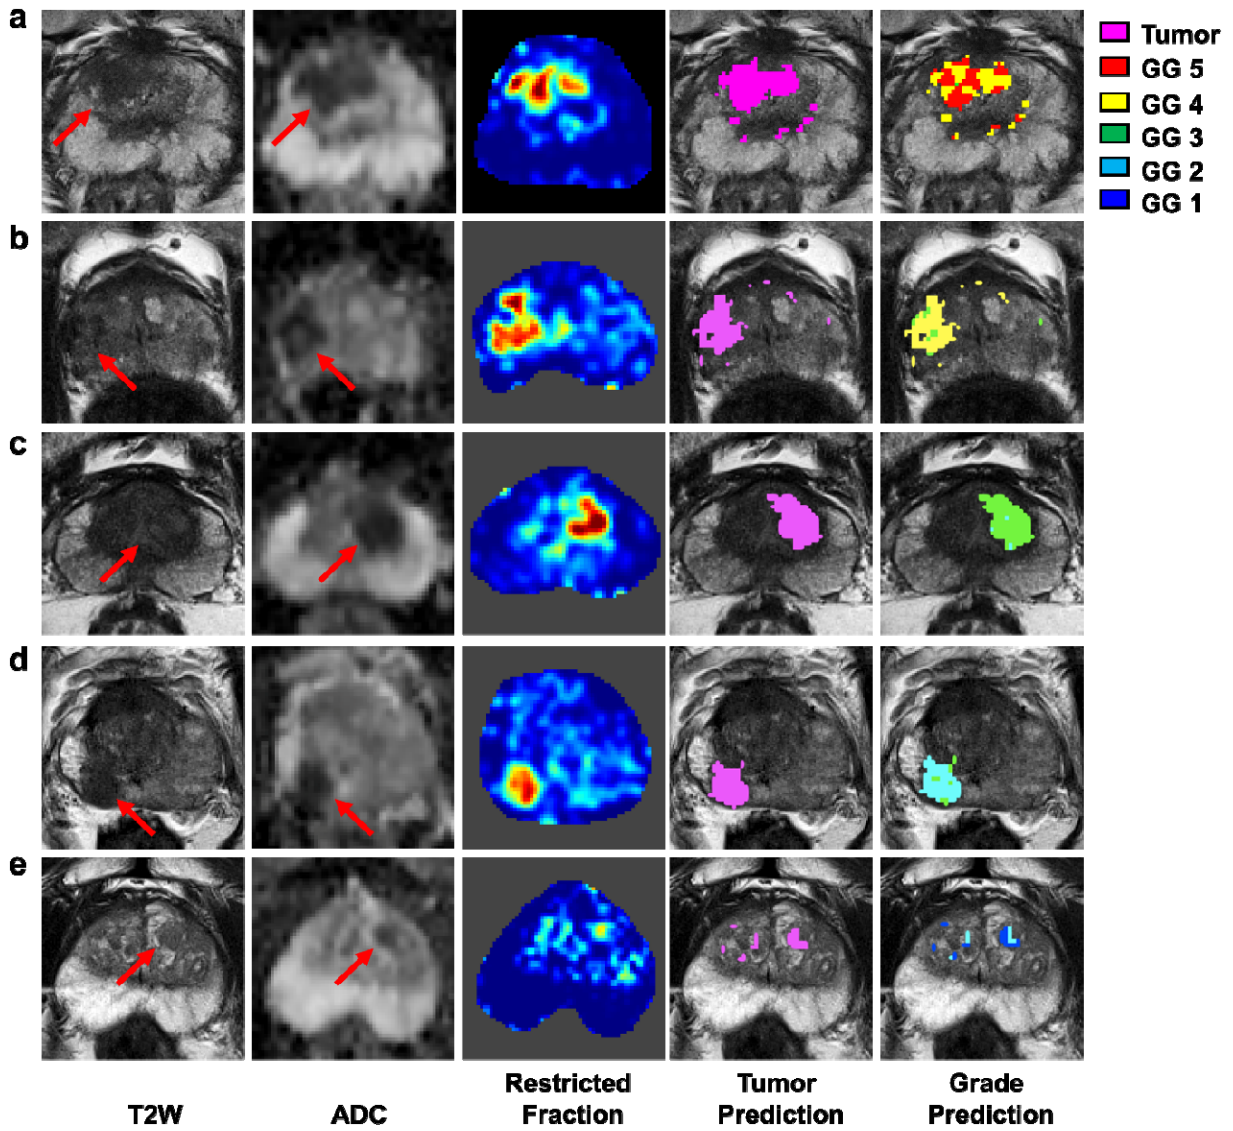 a
Tumor
GG 5
GG 4
GG 3
GG 2
GG 1
b
c
d
e
T2W
ADC
Restricted
Fraction
Tumor
Prediction
Grade
Prediction